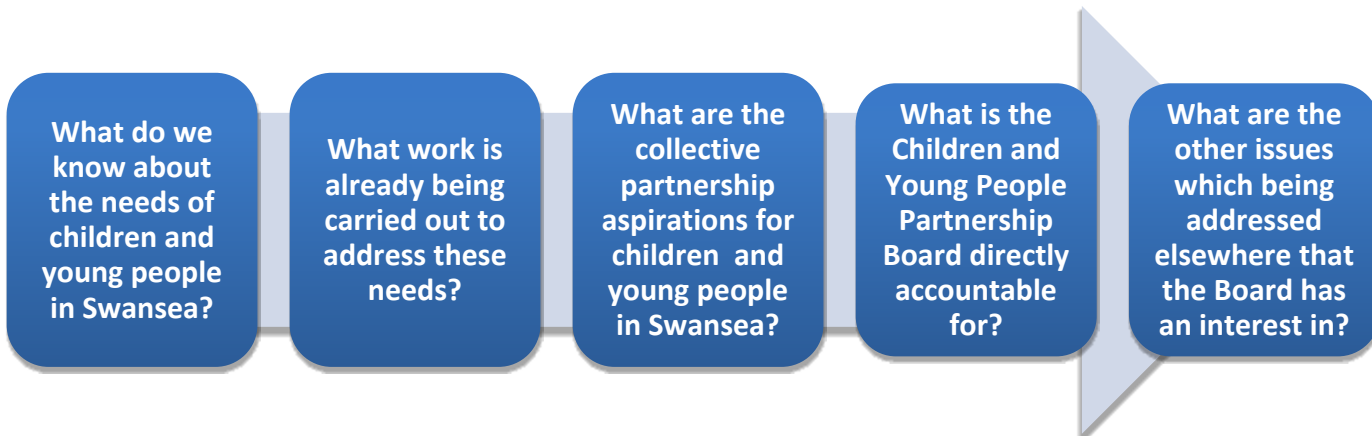 What do we
know about
the needs of
children and
young people
in Swansea?
What work is
already being
carried out to
address these
needs?
What are the
collective
partnership
aspirations for
children  and
young people
in Swansea?
What is the
Children and
Young People
Partnership
Board directly
accountable
for?
What are the
other issues
which being
addressed
elsewhere that
the Board has
an interest in?